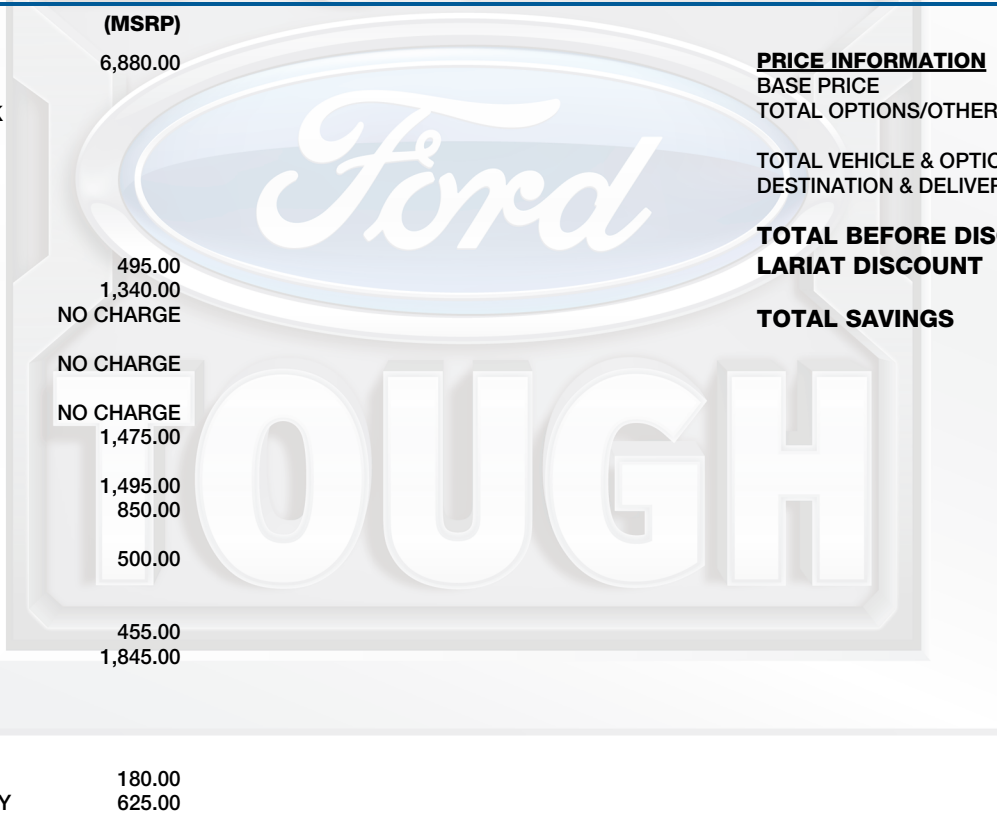 (MSRP)
6,880.00
K
495.00
1,340.00
NO CHARGE
NO CHARGE
NO CHARGE
1,475.00
1,495.00
850.00
500.00
455.00
1,845.00
180.00
Y 625.00
PRICE INFORMATION
BASE PRICE
TOTAL OPTIONS/OTHER
TOTAL VEHICLE & OPTIO
DESTINATION & DELIVER
TOTAL BEFORE DISC
LARIAT DISCOUNT
TOTAL SAVINGS
Ford
TOUGH